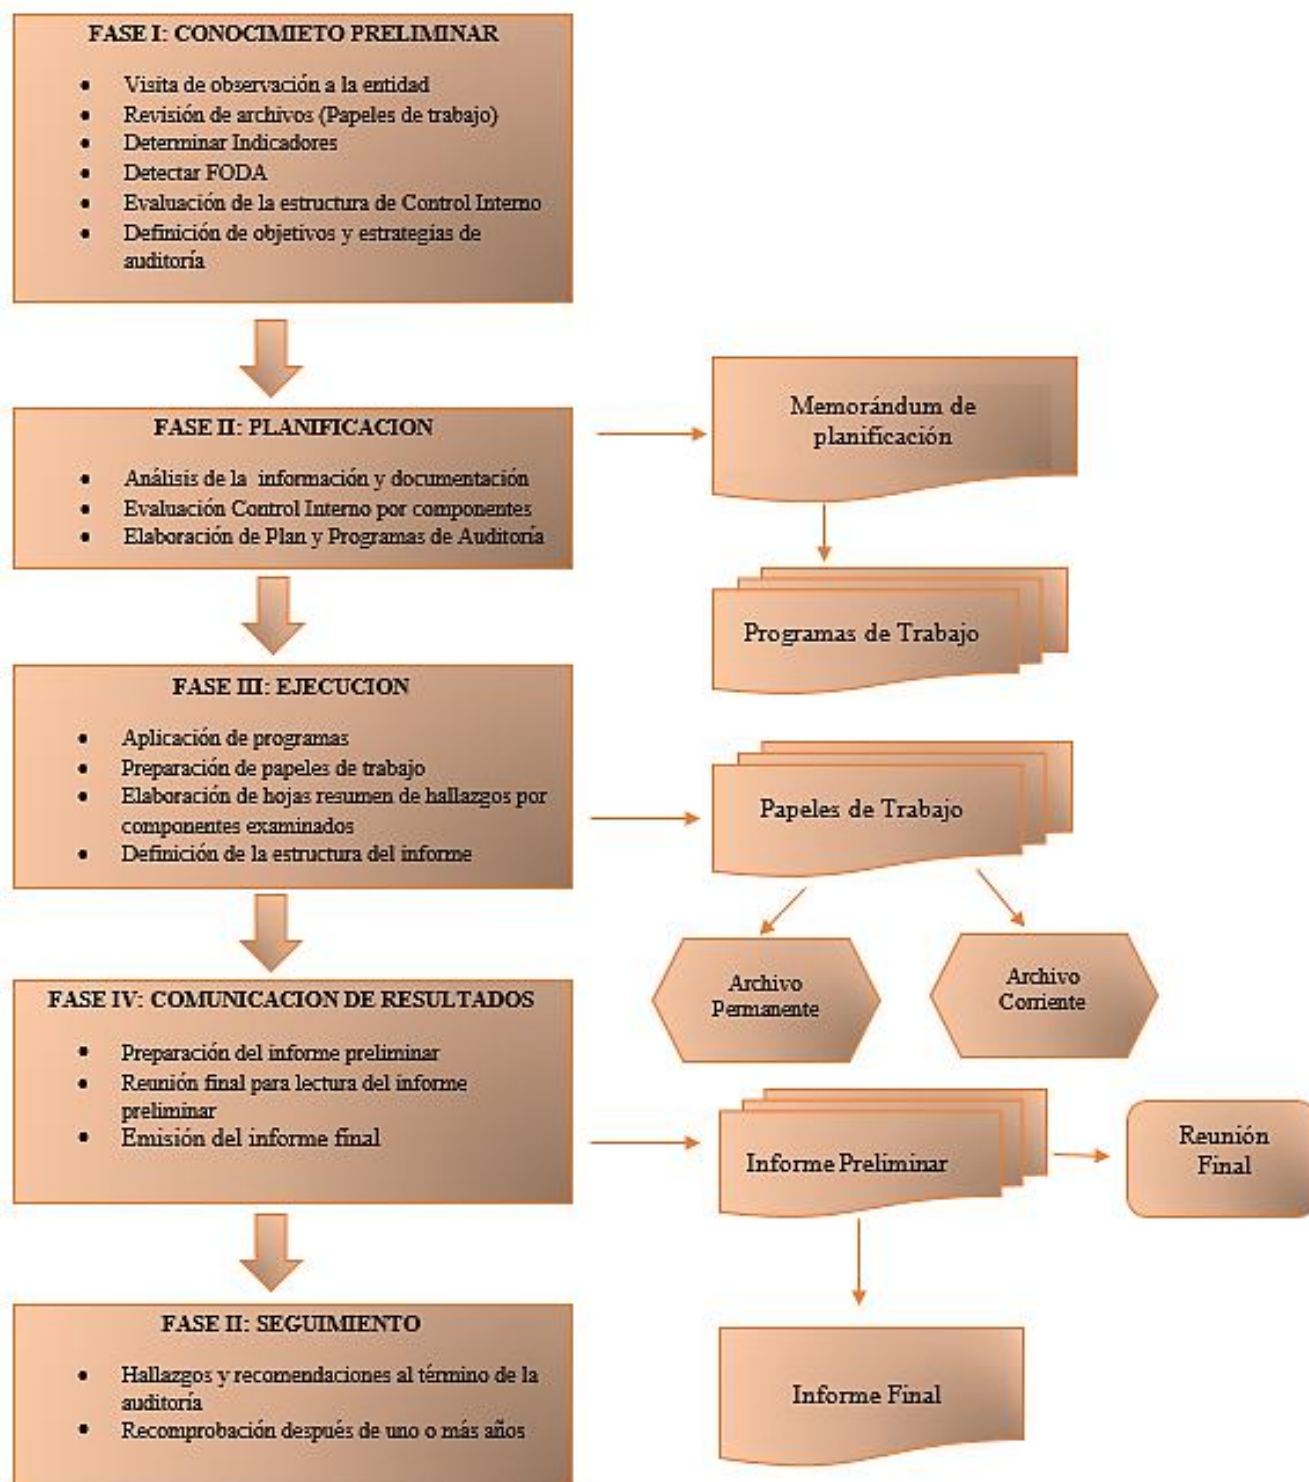 FASE I: CONOCIMIETO PRELIMINAR
• Visita de observación a la entidad
• Revisión de archivos (Papeles de trabajo)
• Determinar Indicadores
• Detectar FODA
• Evaluación de la estructura de Control Interno
• Definición de objetivos y estrategias de
auditoría
FASE II: PLANIFICACION
• Análisis de la información y documentación
• Evaluación Control Interno por componentes
• Elaboración de Plan y Programas de Auditoría
Memorándum de
planificación
Programas de Trabajo
FASE III: EJECUCION
• Aplicación de programas
• Preparación de papeles de trabajo
• Elaboración de hojas resumen de hallazgos por
componentes examinados
• Definición de la estructura del informe
Papeles de Trabajo
Archivo
Permanente
Archivo
Corriente
FASE IV: COMUNICACION DE RESULTADOS
• Preparación del informe preliminar
• Reunión final para lectura del informe
preliminar
• Emisión del informe final
Informe Preliminar
Reunión
Final
FASE II: SEGUIMIENTO
• Hallazgos y recomendaciones al término de la
auditoría
• Recomprobación después de uno o más años
Informe Final